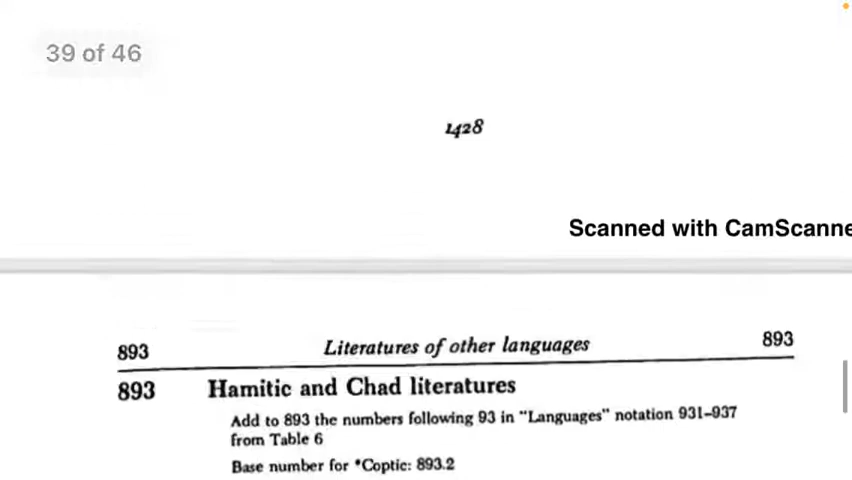 39 of 46
1428
Scanned with CamScanne
893 Literatures of other languages 893
893 Hamitic and Chad literatures
Add to 893 the numbers following 93 in "Languages" notation 931–937
from Table 6
Base number for *Coptic: 893.2